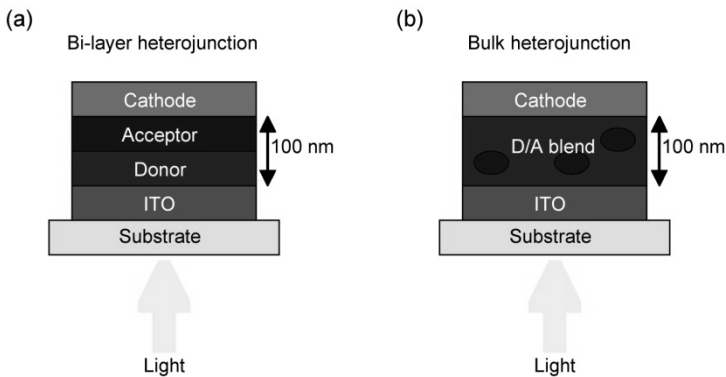 (a)
Bi-layer heterojunction
Cathode
Acceptor
100 nm
Donor
ITO
Substrate
Light
(b)
Bulk heterojunction
Cathode
D/A blend
100 nm
ITO
Substrate
Light